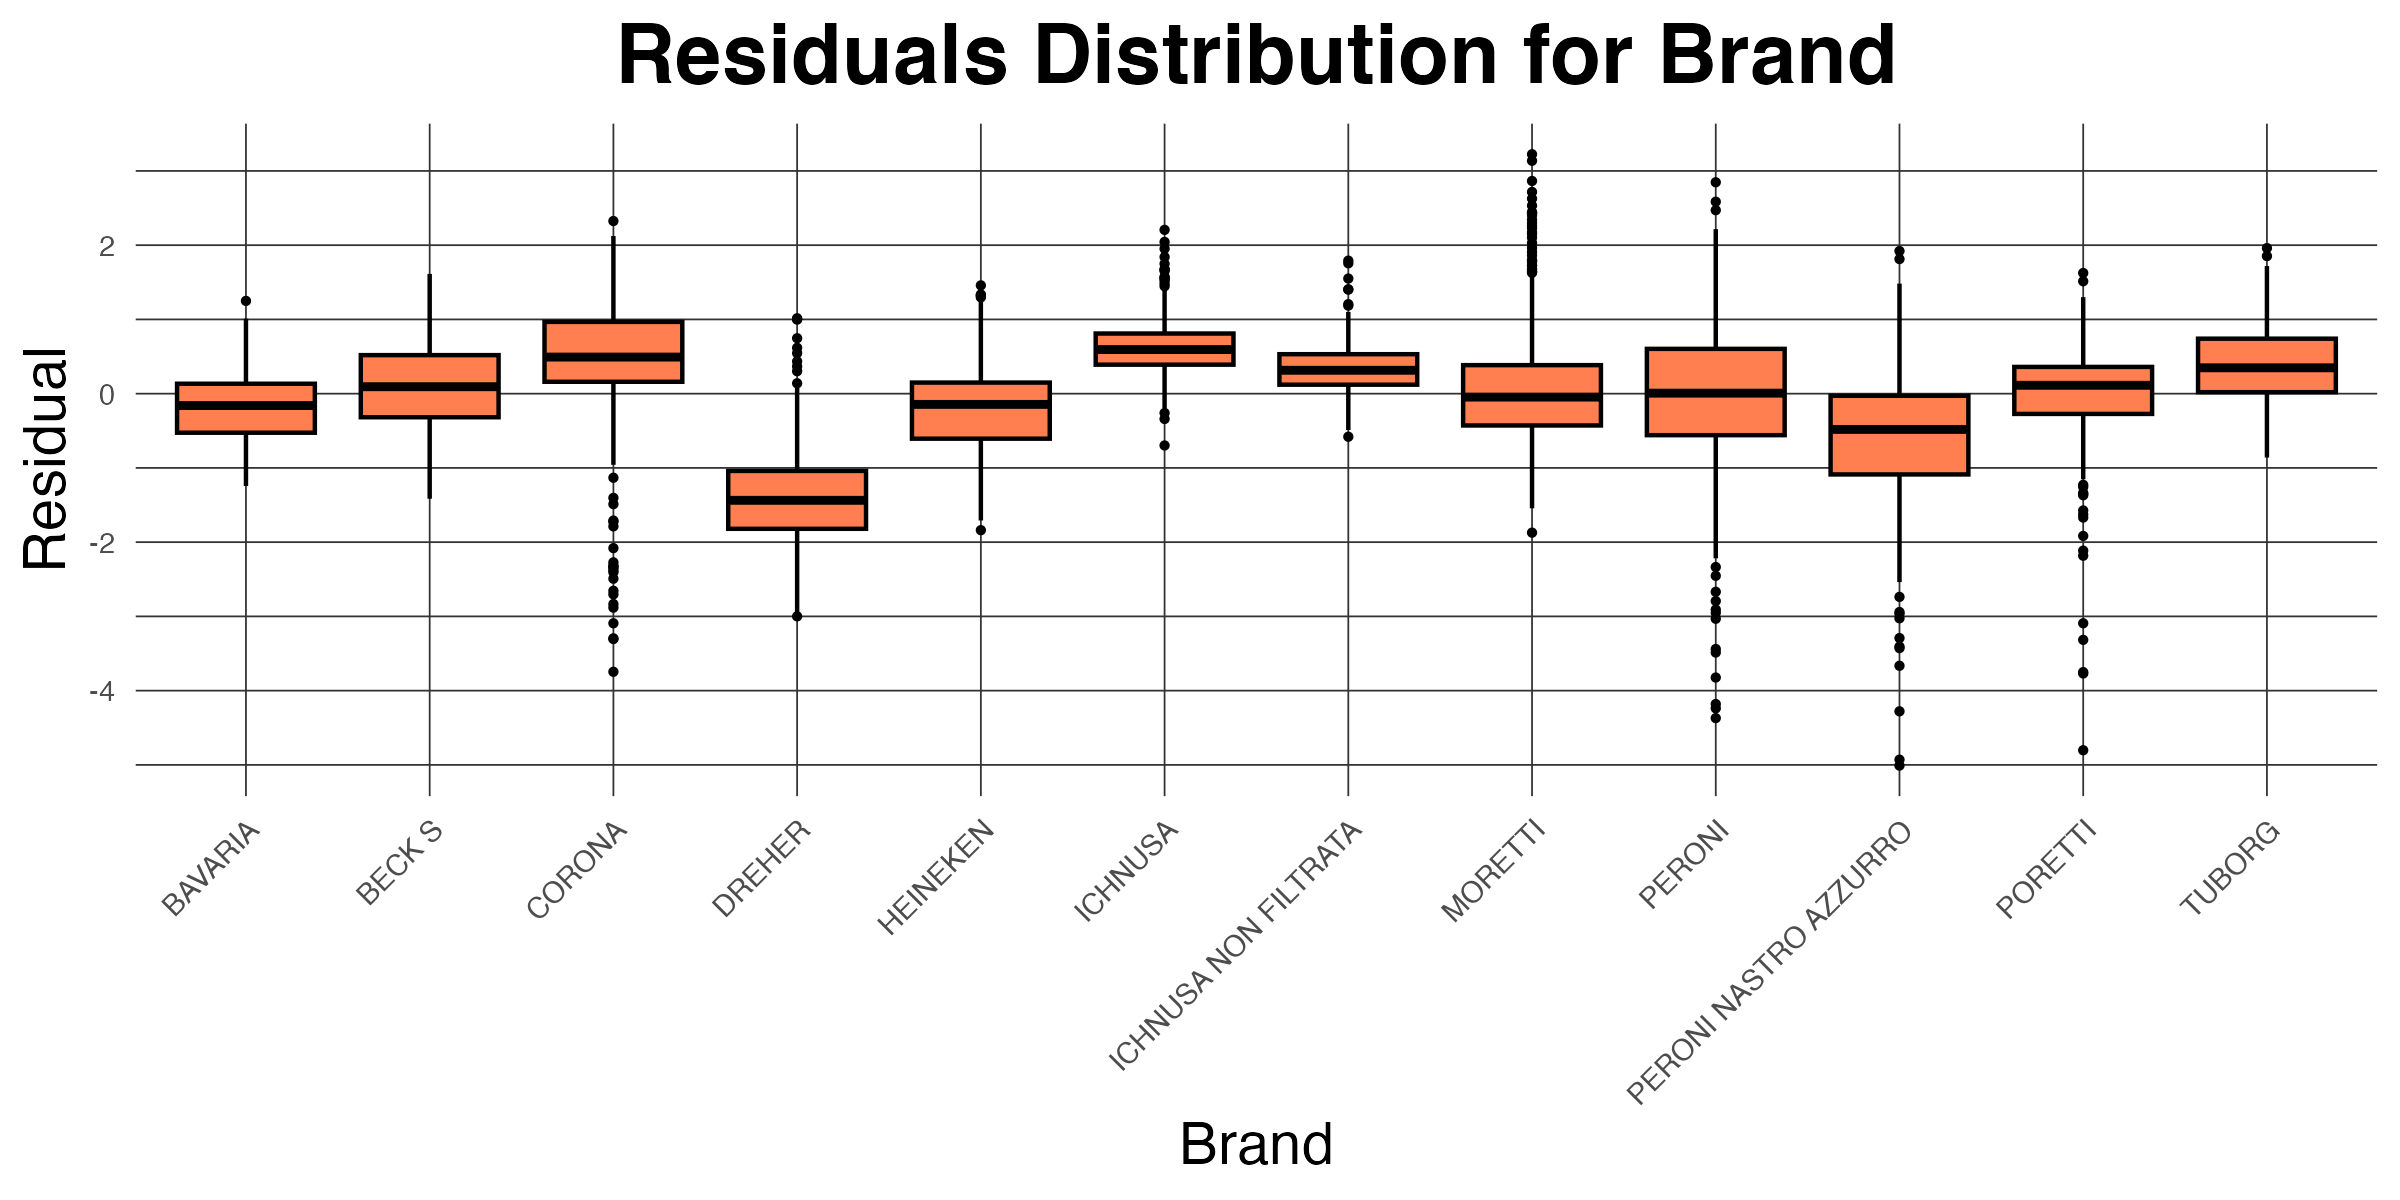 Residuals Distribution for Brand
Residual
2
0
-2
-4
BAVARIA
BECK S
CORONA
DREHER
HEINEKEN
ICHNUSA
ICHNUSA NON FILTRATA
MORETTI
PERONI
PERONI NASTRO AZZURRO
PORETTI
TUBORG
Brand